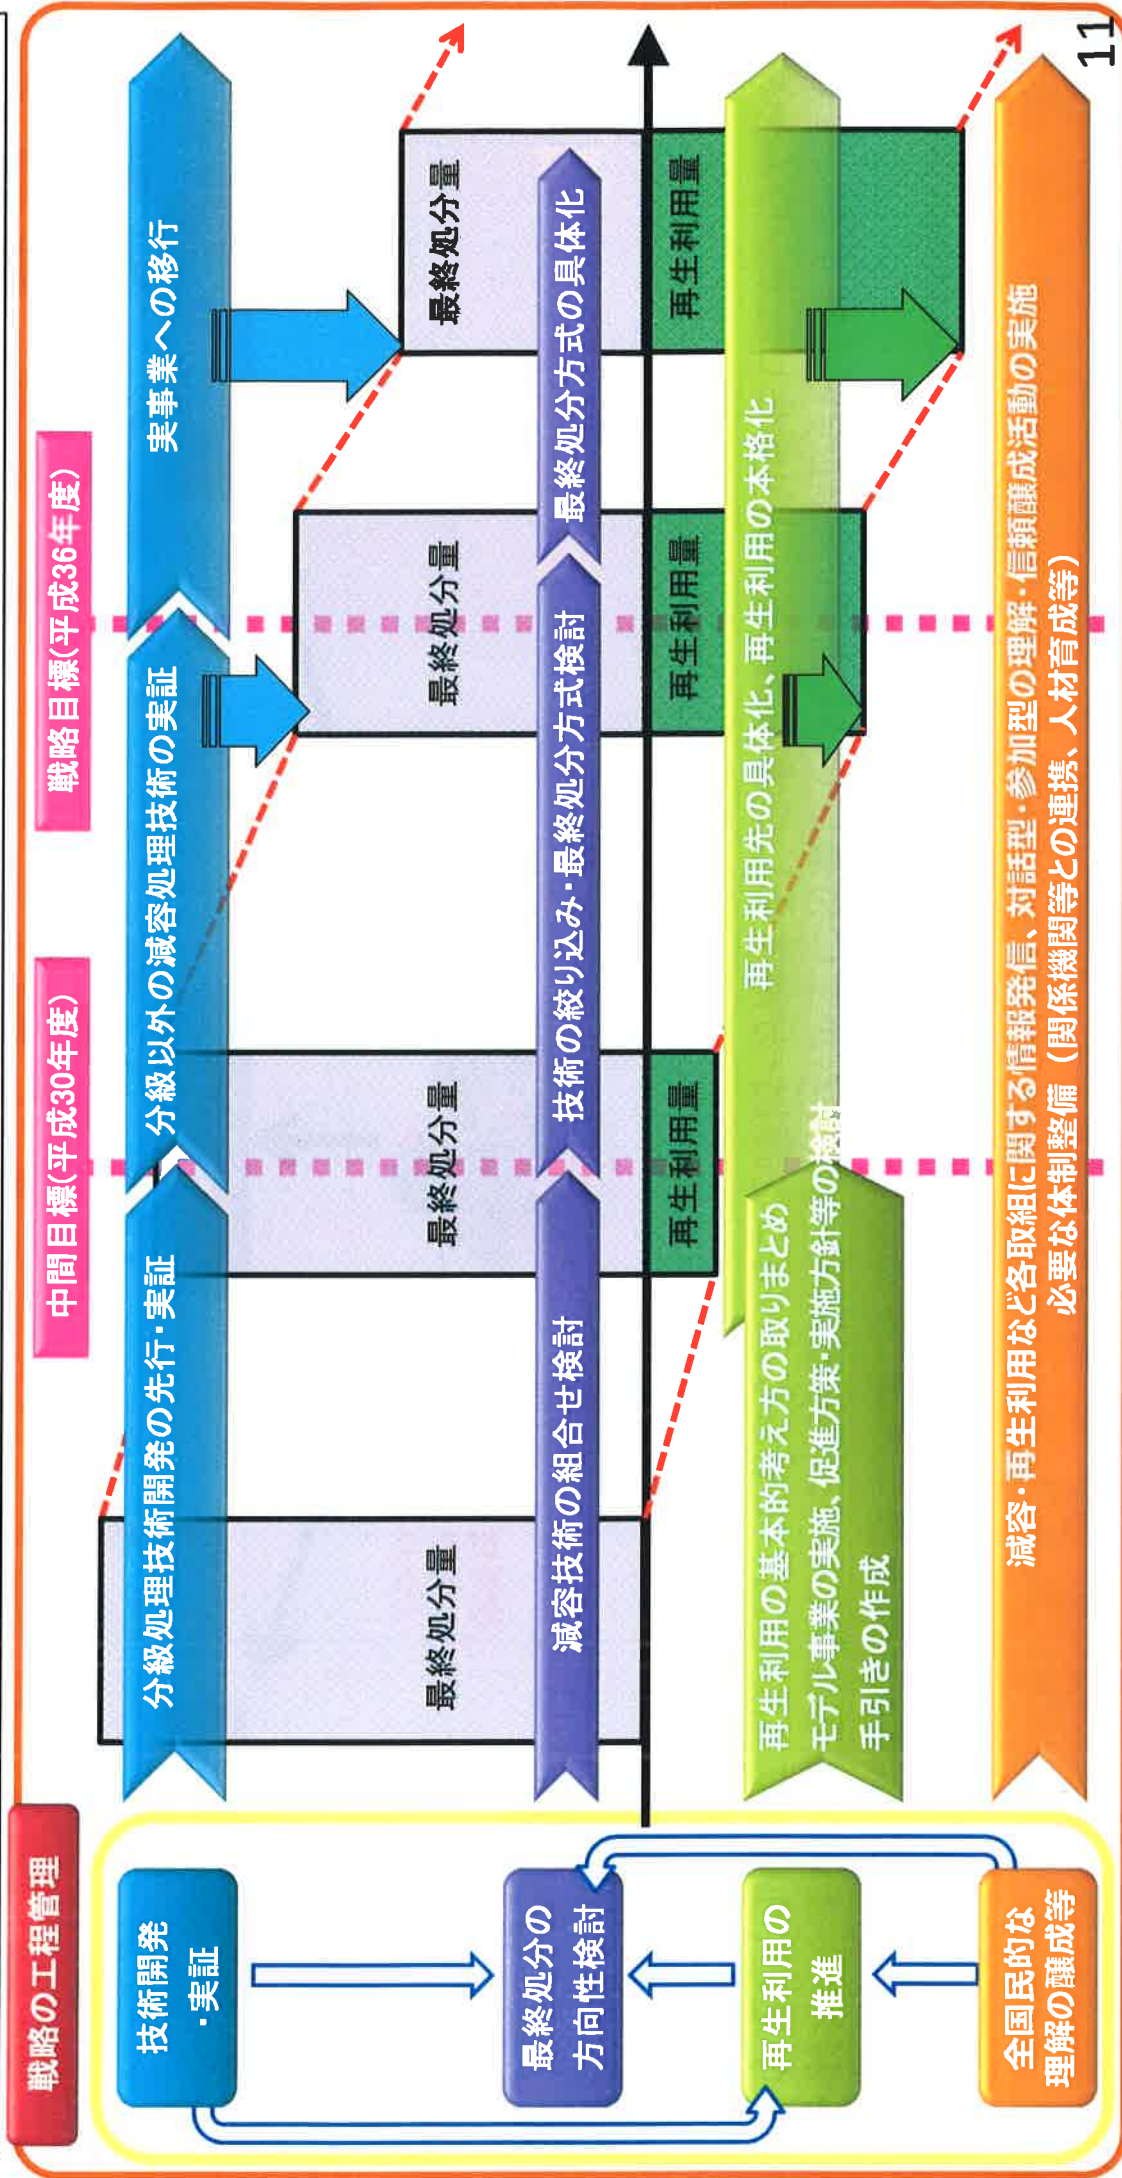 戦略の工程管理
中間目標(平成30年度)
戦略目標(平成36年度)
技術開発
・実証
分級処理技術開発の先行・実証
分級以外の減容処理技術の実証
実事業への移行
最終処分量
最終処分量
最終処分量
最終処分量
最終処分の
方向性検討
減容技術の組合せ検討
技術の絞り込み・最終処分方式検討
最終処分方式の具体化
再生利用量
再生利用量
再生利用量
再生利用の
推進
再生利用の基本的考え方の取りまとめ
モデル事業の実施、促進方策・実施方針等の検討
手引きの作成
再生利用先の具体化、再生利用の本格化
全国民的な
理解の醸成等
減容・再生利用など各取組に関する情報発信、対話型・参加型の理解・信頼醸成活動の実施
必要な体制整備（関係機関等との連携、人材育成等）
11